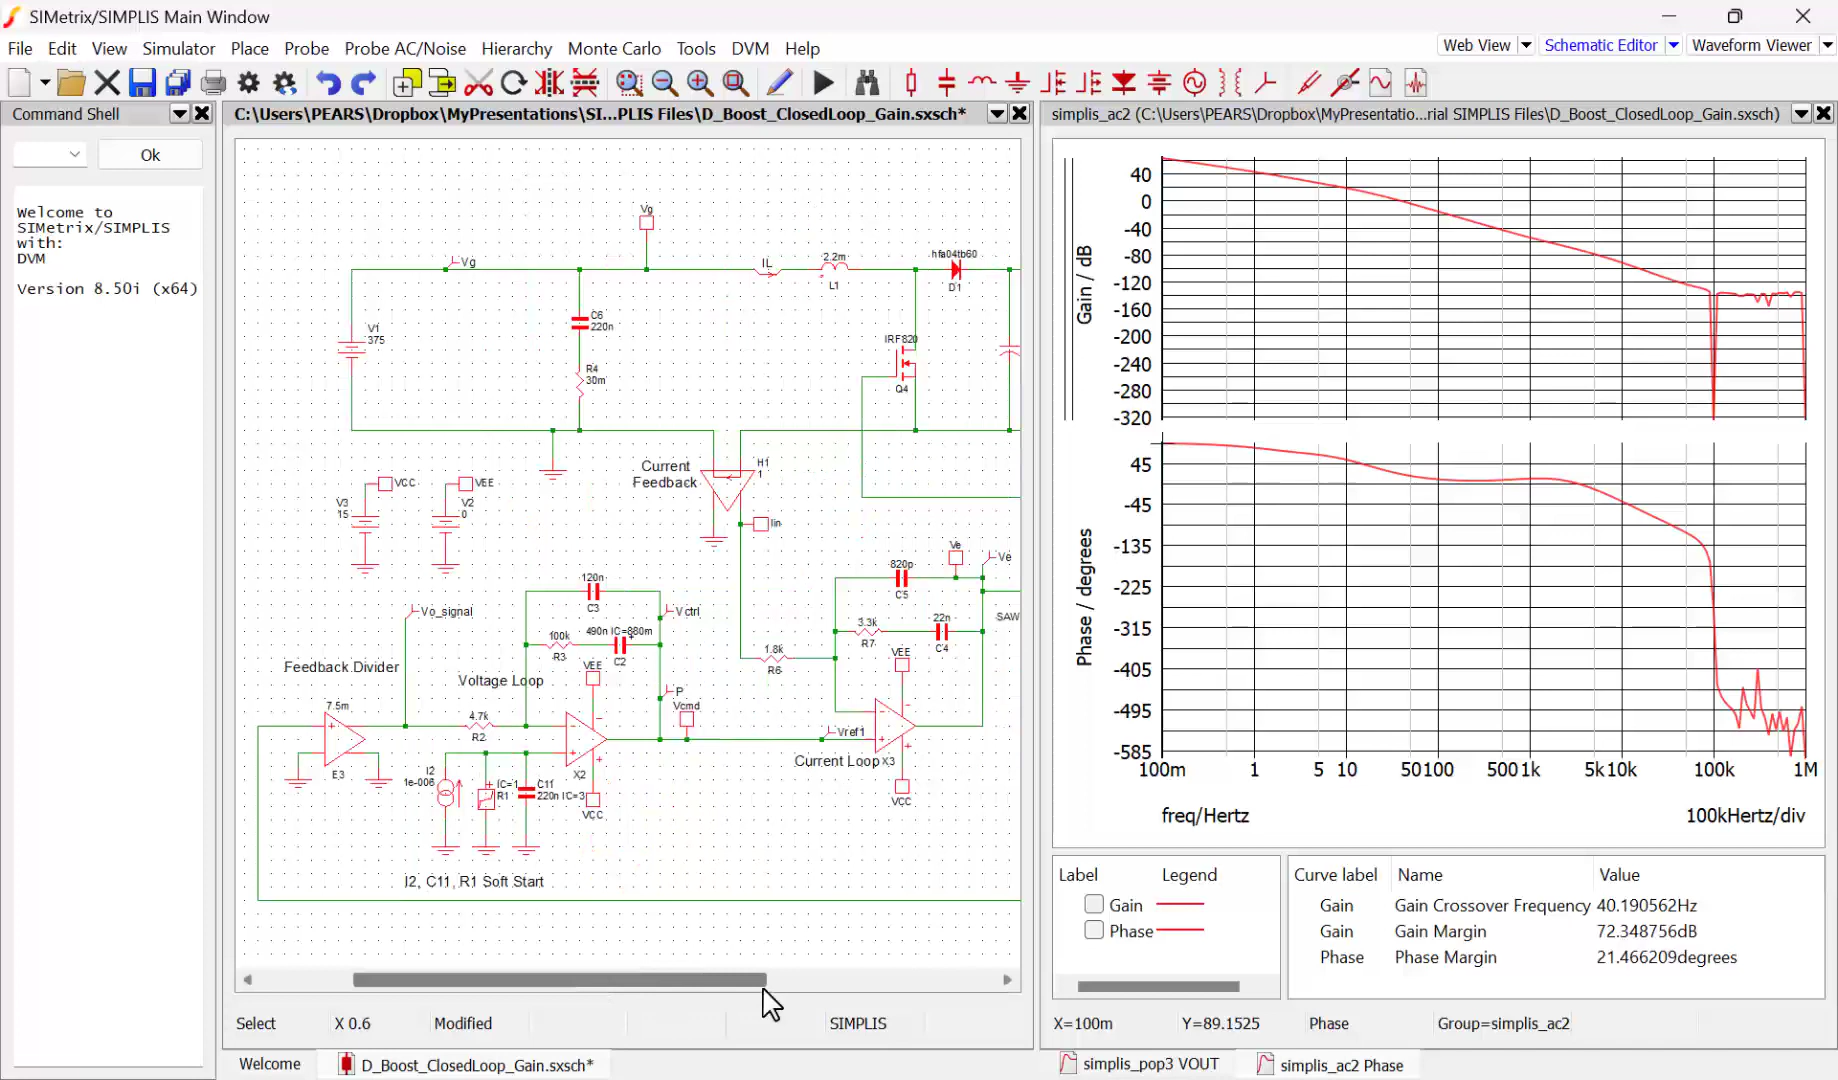 SIMetrix/SIMPLIS Main Window
File Edit View Simulator Place Probe Probe AC/Noise Hierarchy Monte Carlo Tools DVM Help
Web View Schematic Editor Waveform Viewer
Command Shell
C:\Users\PEARS\Dropbox\MyPresentations\SI...PLIS Files\D_Boost_ClosedLoop_Gain.sxsch*
simplis_ac2 (C:\Users\PEARS\Dropbox\MyPresentatio...rial SIMPLIS Files\D_Boost_ClosedLoop_Gain.sxsch)
Ok
Welcome to
SIMetrix/SIMPLIS
with:
DVM
Version 8.50i (x64)
Vg
Vg
IL
2.2m
L1
hfa04tb60
D1
C6
220n
V1
375
R4
30m
IRF820
Q4
Current
Feedback
H1
1
Iin
VCC
V3
15
VEE
V2
0
Ve
Ve
820p
C5
22n
C4
SAW
3.3k
R7
1.8k
R6
VEE
120n
C3
Vctrl
Vo_signal
100k
R3
490n IC=880m
C2
VEE
Feedback Divider
Voltage Loop
P
Vcmd
7.5m
E3
4.7k
R2
X2
Vref1
Current Loop X3
VCC
I2
1e-006
IC=1
R1
C11
220n IC=3
VCC
I2, C11, R1 Soft Start
Gain / dB
40
0
-40
-80
-120
-160
-200
-240
-280
-320
Phase / degrees
45
-45
-135
-225
-315
-405
-495
-585
100m 1 5 10 50 100 500 1k 5k 10k 100k 1M
freq/Hertz 100kHertz/div
Label Legend
Gain
Phase
Curve label Name Value
Gain Gain Crossover Frequency 40.190562Hz
Gain Gain Margin 72.348756dB
Phase Phase Margin 21.466209degrees
Select X 0.6 Modified SIMPLIS
X=100m Y=89.1525 Phase Group=simplis_ac2
Welcome D_Boost_ClosedLoop_Gain.sxsch*
simplis_pop3 VOUT simplis_ac2 Phase